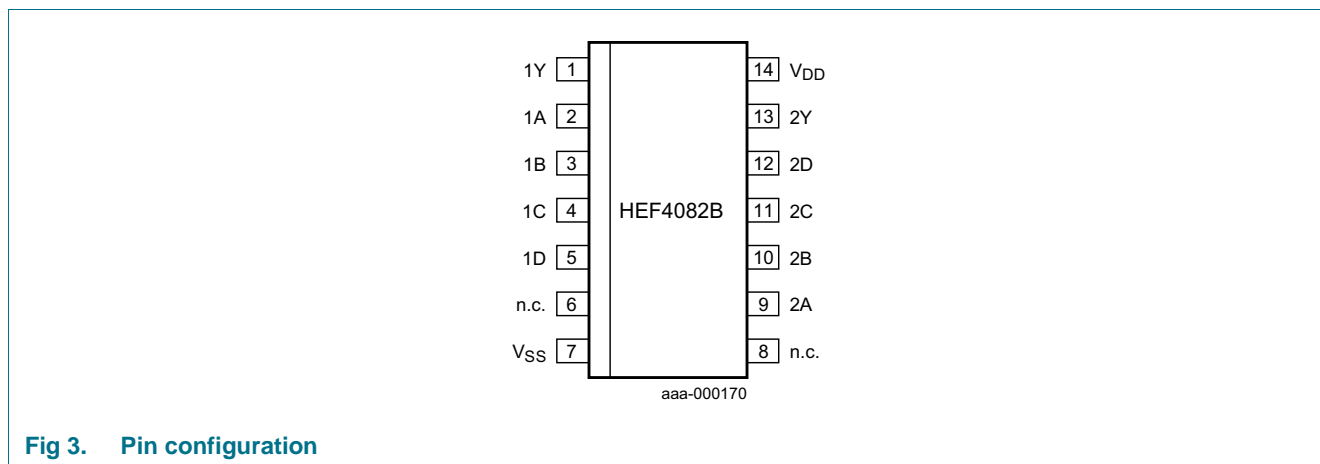 1Y 1 14 VDD
1A 2 13 2Y
1B 3 12 2D
1C 4 HEF4082B 11 2C
1D 5 10 2B
n.c. 6 9 2A
VSS 7 8 n.c.
aaa-000170
Fig 3. Pin configuration